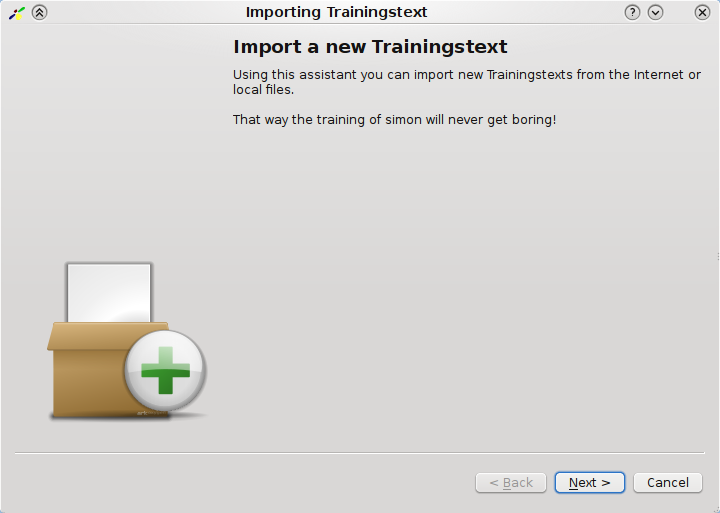 Importing Trainingstext
Import a new Trainingstext
Using this assistant you can import new Trainingstexts from the Internet or
local files.
That way the training of simon will never get boring!
< Back
Next >
Cancel